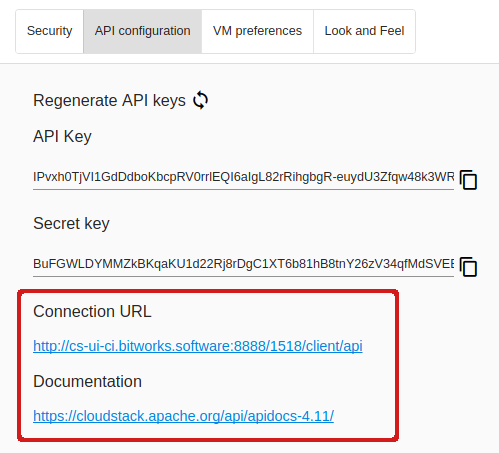 Security API configuration VM preferences Look and Feel
Regenerate API keys
API Key
IPvxh0TjVI1GdDdboKbcpRV0rrlEQI6aIgL82rRihgbgR-euydU3Zfqw48k3WR
Secret key
BuFGWLDYMMZkBKqaKU1d22Rj8rDgC1XT6b81hB8tnY26zV34qfMdSVEE
Connection URL
http://cs-ui-ci.bitworks.software:8888/1518/client/api
Documentation
https://cloudstack.apache.org/api/apidocs-4.11/